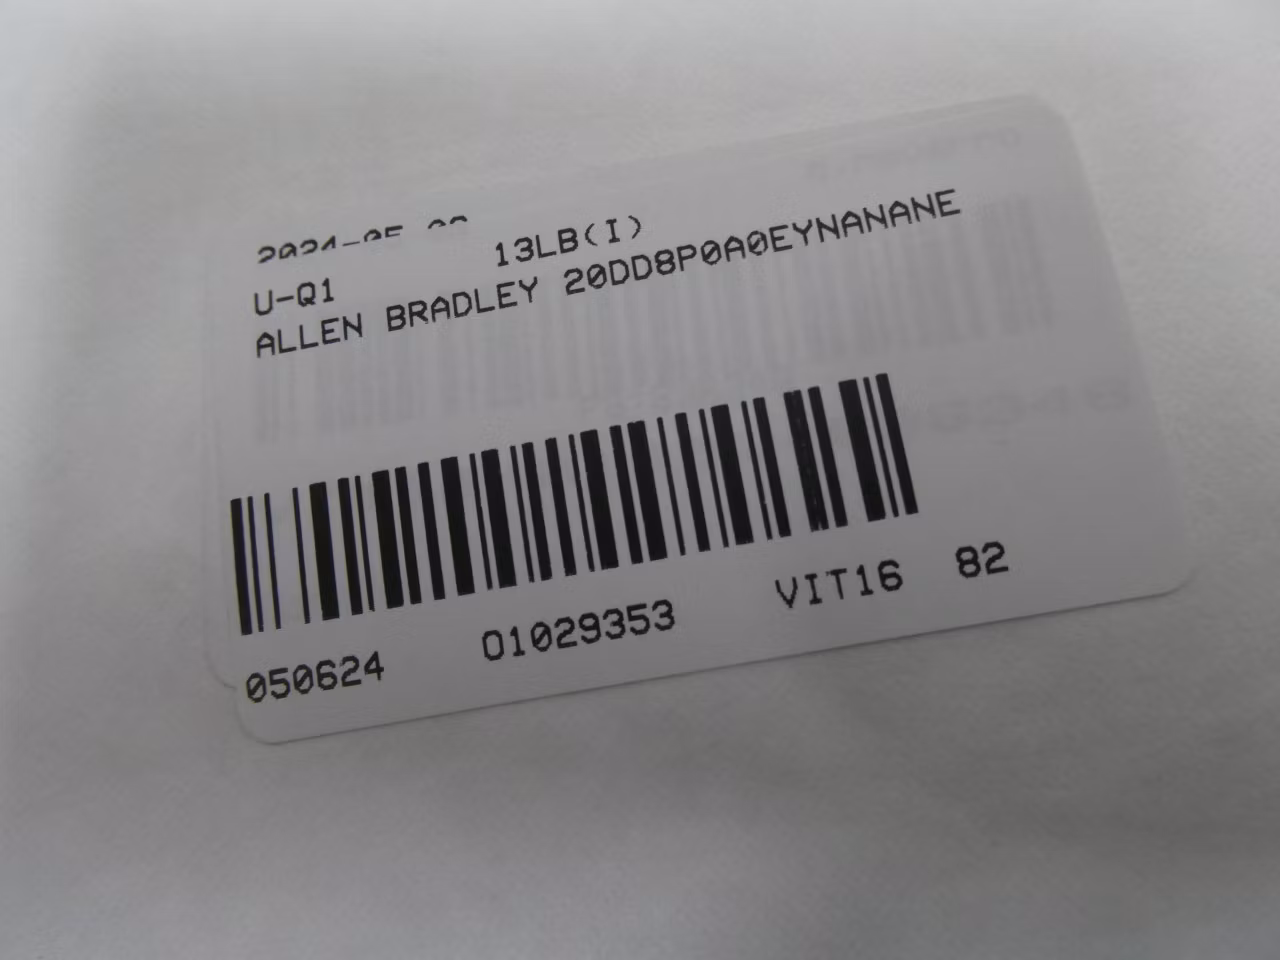 13LB(I)
U-Q1
ALLEN BRADLEY 20DD8P0A0EYNANANE
050624 01029353 VIT16 82